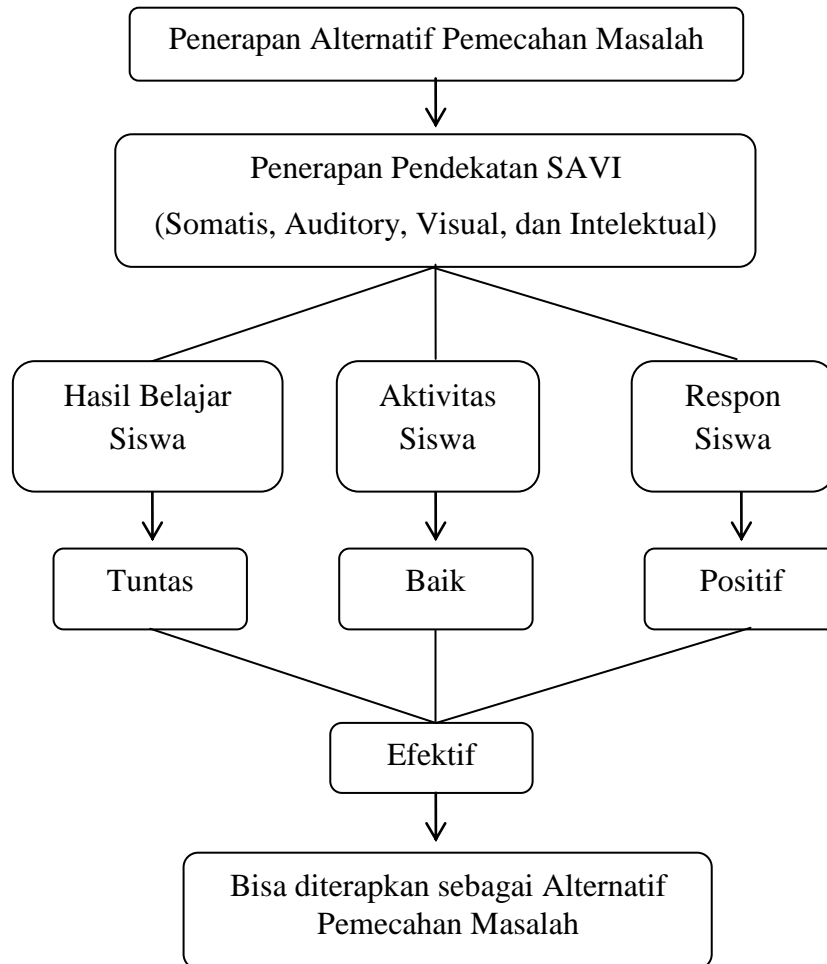 Penerapan Alternatif Pemecahan Masalah
Penerapan Pendekatan SAVI
(Somatis, Auditory, Visual, dan Intelektual)
Hasil Belajar
Siswa
Aktivitas
Siswa
Respon
Siswa
Tuntas
Baik
Positif
Efektif
Bisa diterapkan sebagai Alternatif
Pemecahan Masalah